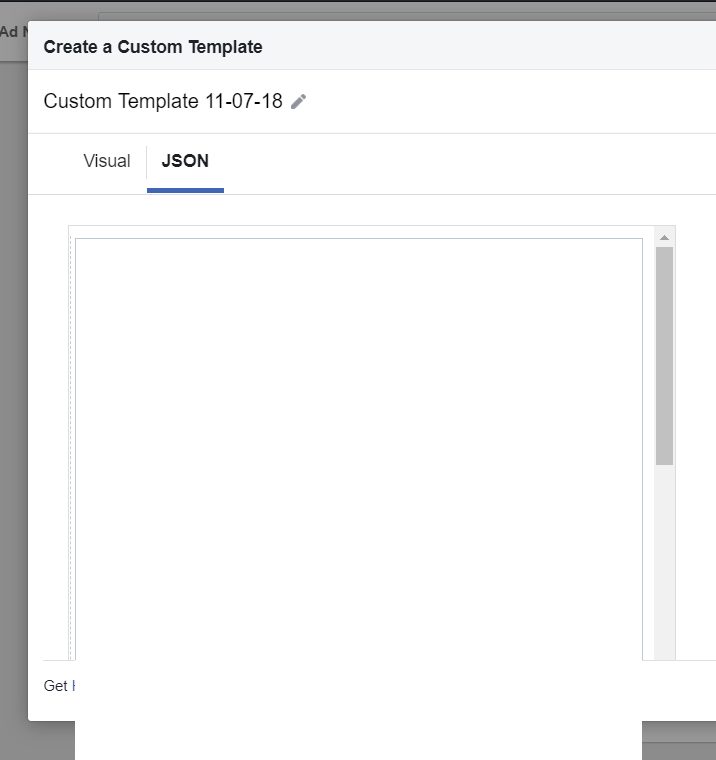 Ad
Create a Custom Template
Custom Template 11-07-18
Visual
JSON
Get